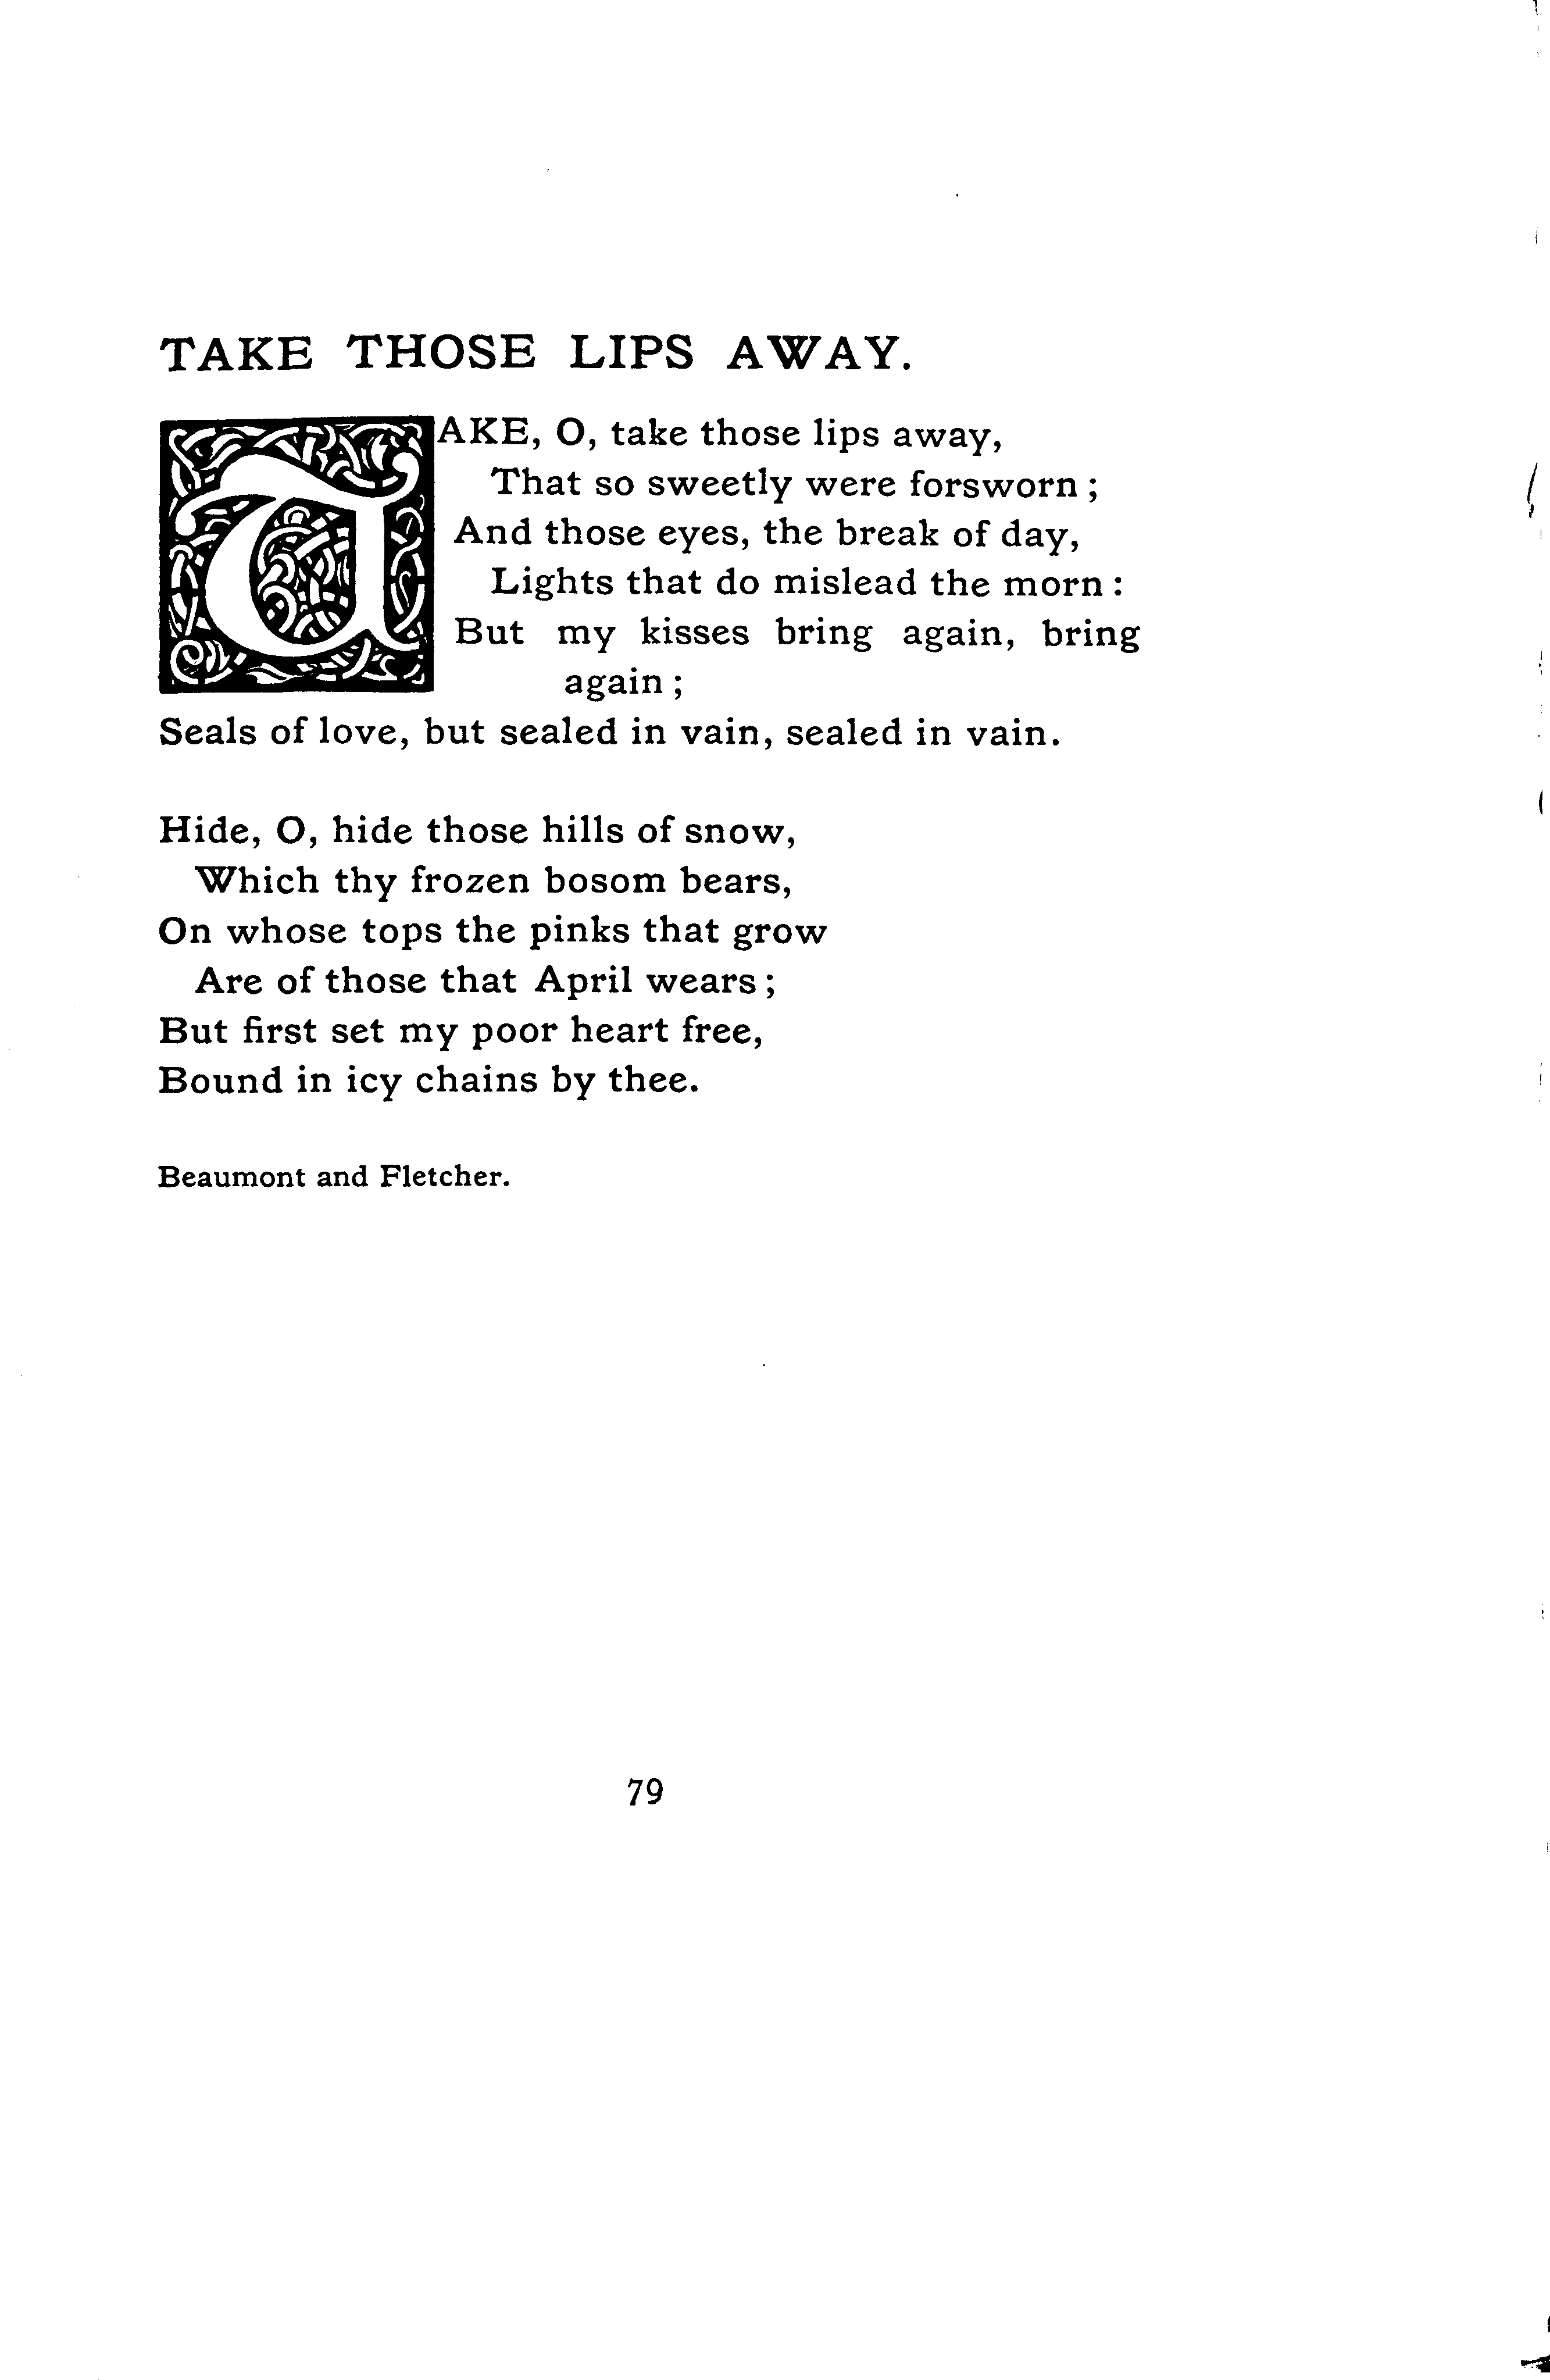 TAKE THOSE LIPS AWAY.
TAKE, O, take those lips away,
That so sweetly were forsworn ;
And those eyes, the break of day,
Lights that do mislead the morn :
But my kisses bring again, bring
again ;
Seals of love, but sealed in vain, sealed in vain.
Hide, O, hide those hills of snow,
Which thy frozen bosom bears,
On whose tops the pinks that grow
Are of those that April wears ;
But first set my poor heart free,
Bound in icy chains by thee.
Beaumont and Fletcher.
79